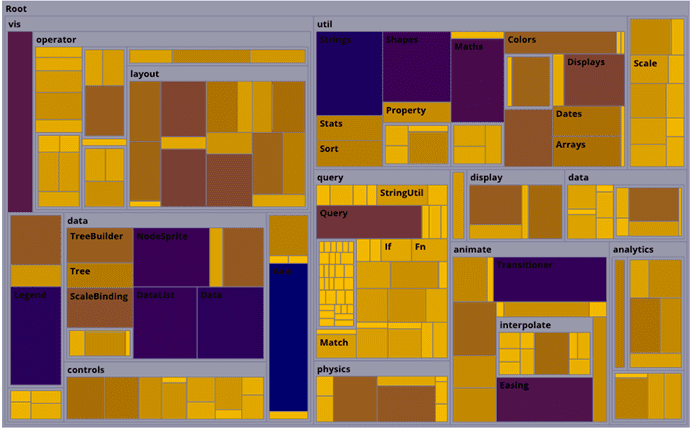 Root
vis
operator
layout
util
Strings
Shapes
Maths
Colors
Displays
Scale
Property
Stats
Sort
Dates
Arrays
query
StringUtil
Query
If
Fn
Match
display
data
data
TreeBuilder
NodeSprite
Tree
ScaleBinding
DataList
Data
Legend
Axis
controls
physics
animate
Transitioner
interpolate
Easing
analytics